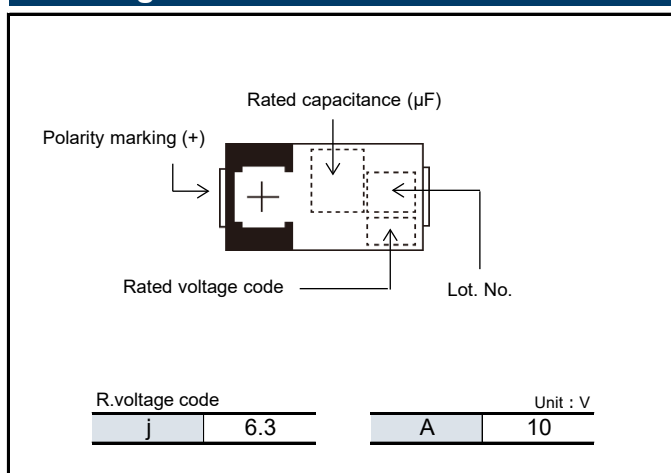 Rated capacitance (µF)
Polarity marking (+)
Rated voltage code
Lot. No.
R.voltage code
Unit : V
j 6.3 A 10